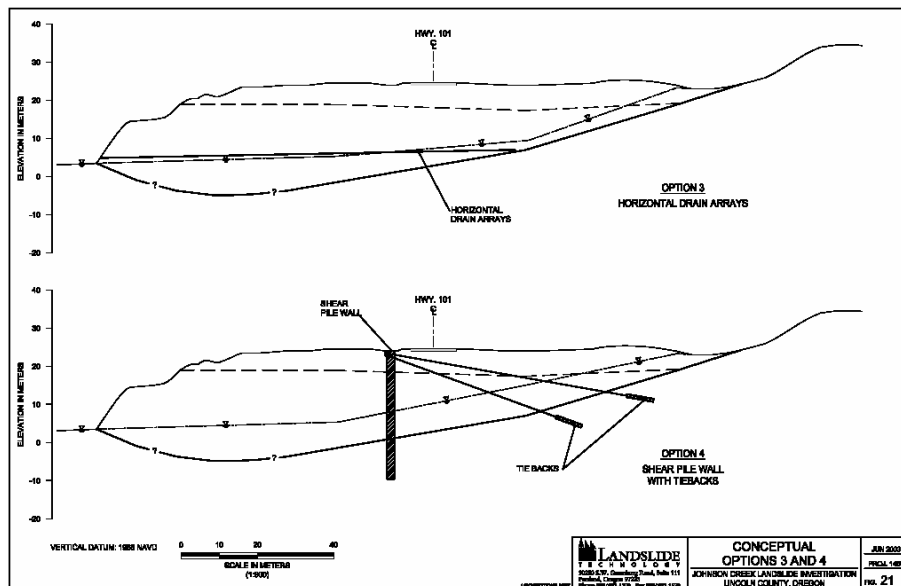 40
30
20
10
0
-10
-20
ELEVATION IN METERS
HWY. 101
HORIZONTAL
DRAIN ARRAYS
OPTION 3
HORIZONTAL DRAIN ARRAYS
?
?
40
30
20
10
0
-10
-20
ELEVATION IN METERS
SHEAR
PILE WALL
HWY. 101
?
?
TIE BACKS
OPTION 4
SHEAR PILE WALL
WITH TIEBACKS
VERTICAL DATUM: 1988 NAVD
0 10 20 40
SCALE IN METERS
(1:900)
LANDSLIDE
TECHNOLOGY
CONCEPTUAL
OPTIONS 3 AND 4
JOHNSON CREEK LANDSLIDE INVESTIGATION
LINCOLN COUNTY, OREGON
JUN 2003
FIG. 21